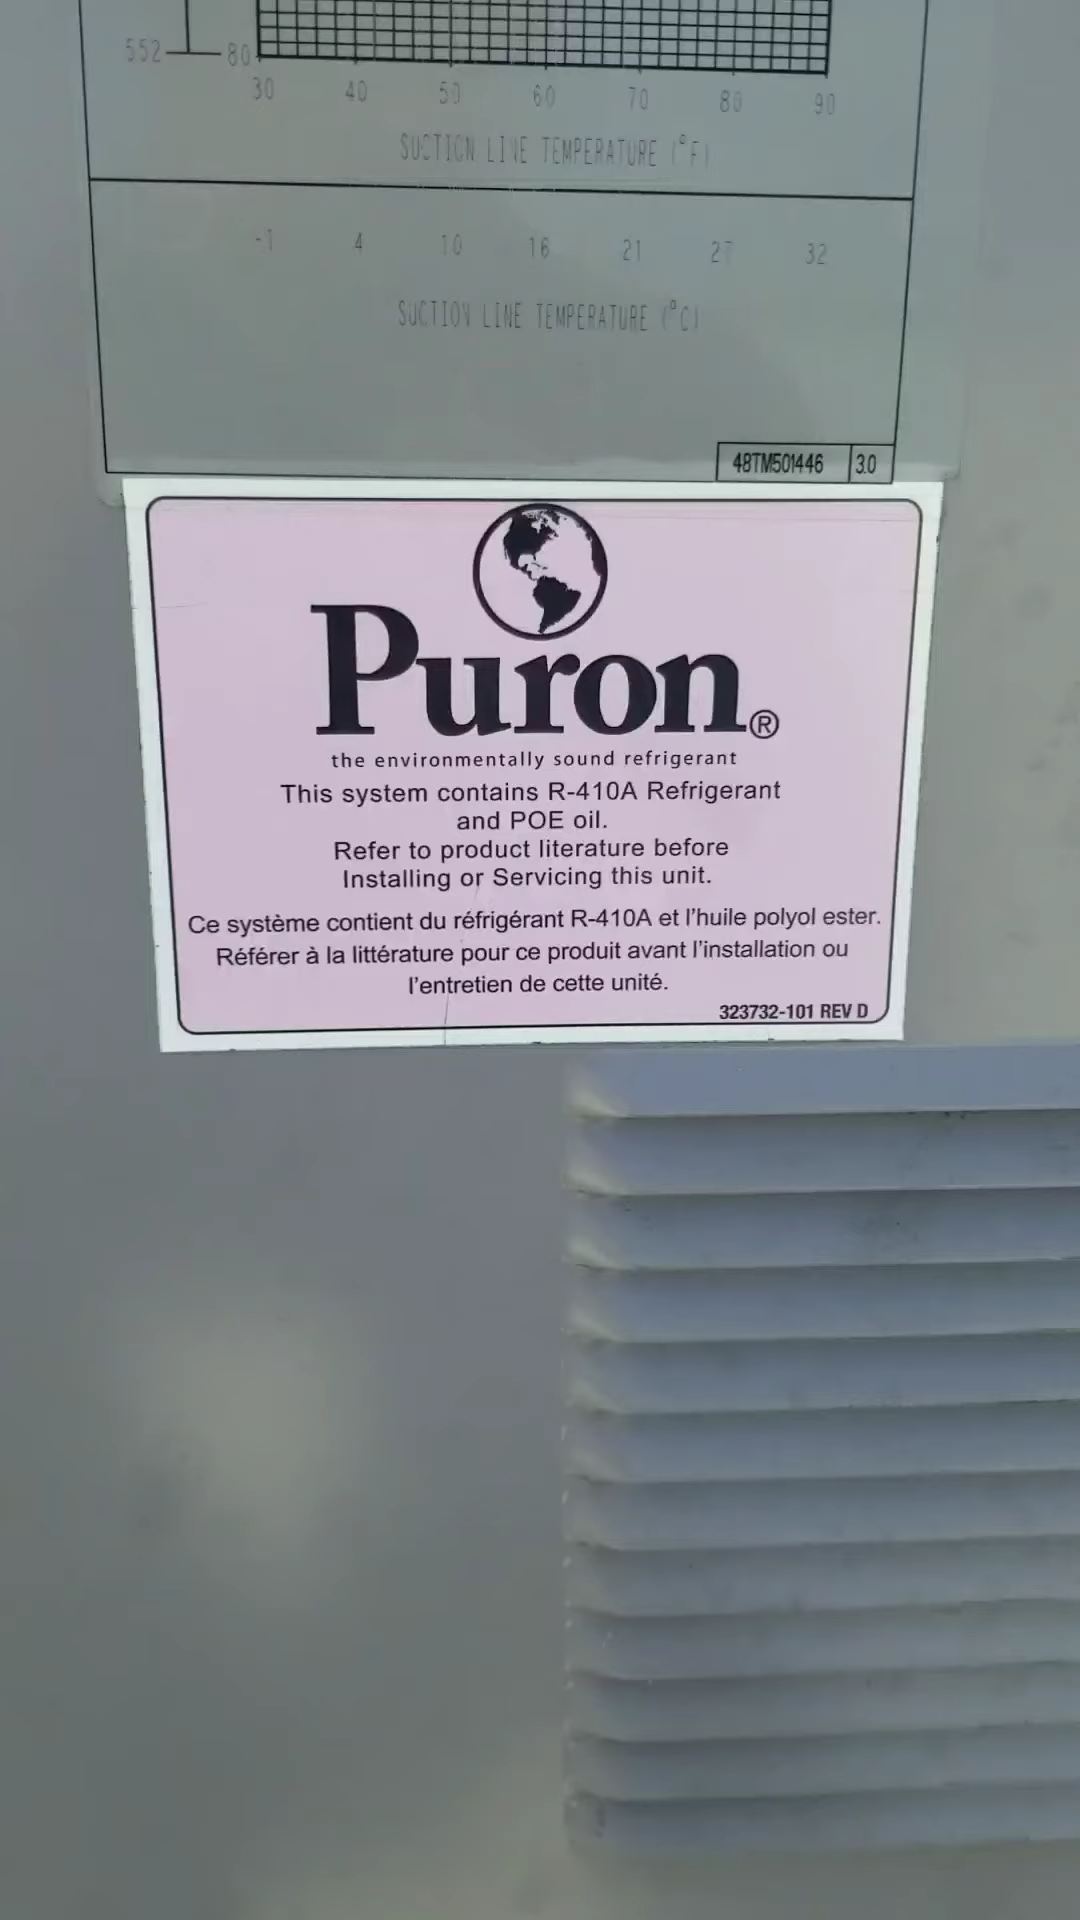 552 80
30 40 50 60 70 80 90
SUCTION LINE TEMPERATURE (°F)
-1 4 10 16 21 27 32
SUCTION LINE TEMPERATURE (°C)
48TM501446 3.0
Puron®
the environmentally sound refrigerant
This system contains R-410A Refrigerant
and POE oil.
Refer to product literature before
Installing or Servicing this unit.
Ce système contient du réfrigérant R-410A et l'huile polyol ester.
Référer à la littérature pour ce produit avant l'installation ou
l'entretien de cette unité.
323732-101 REV D